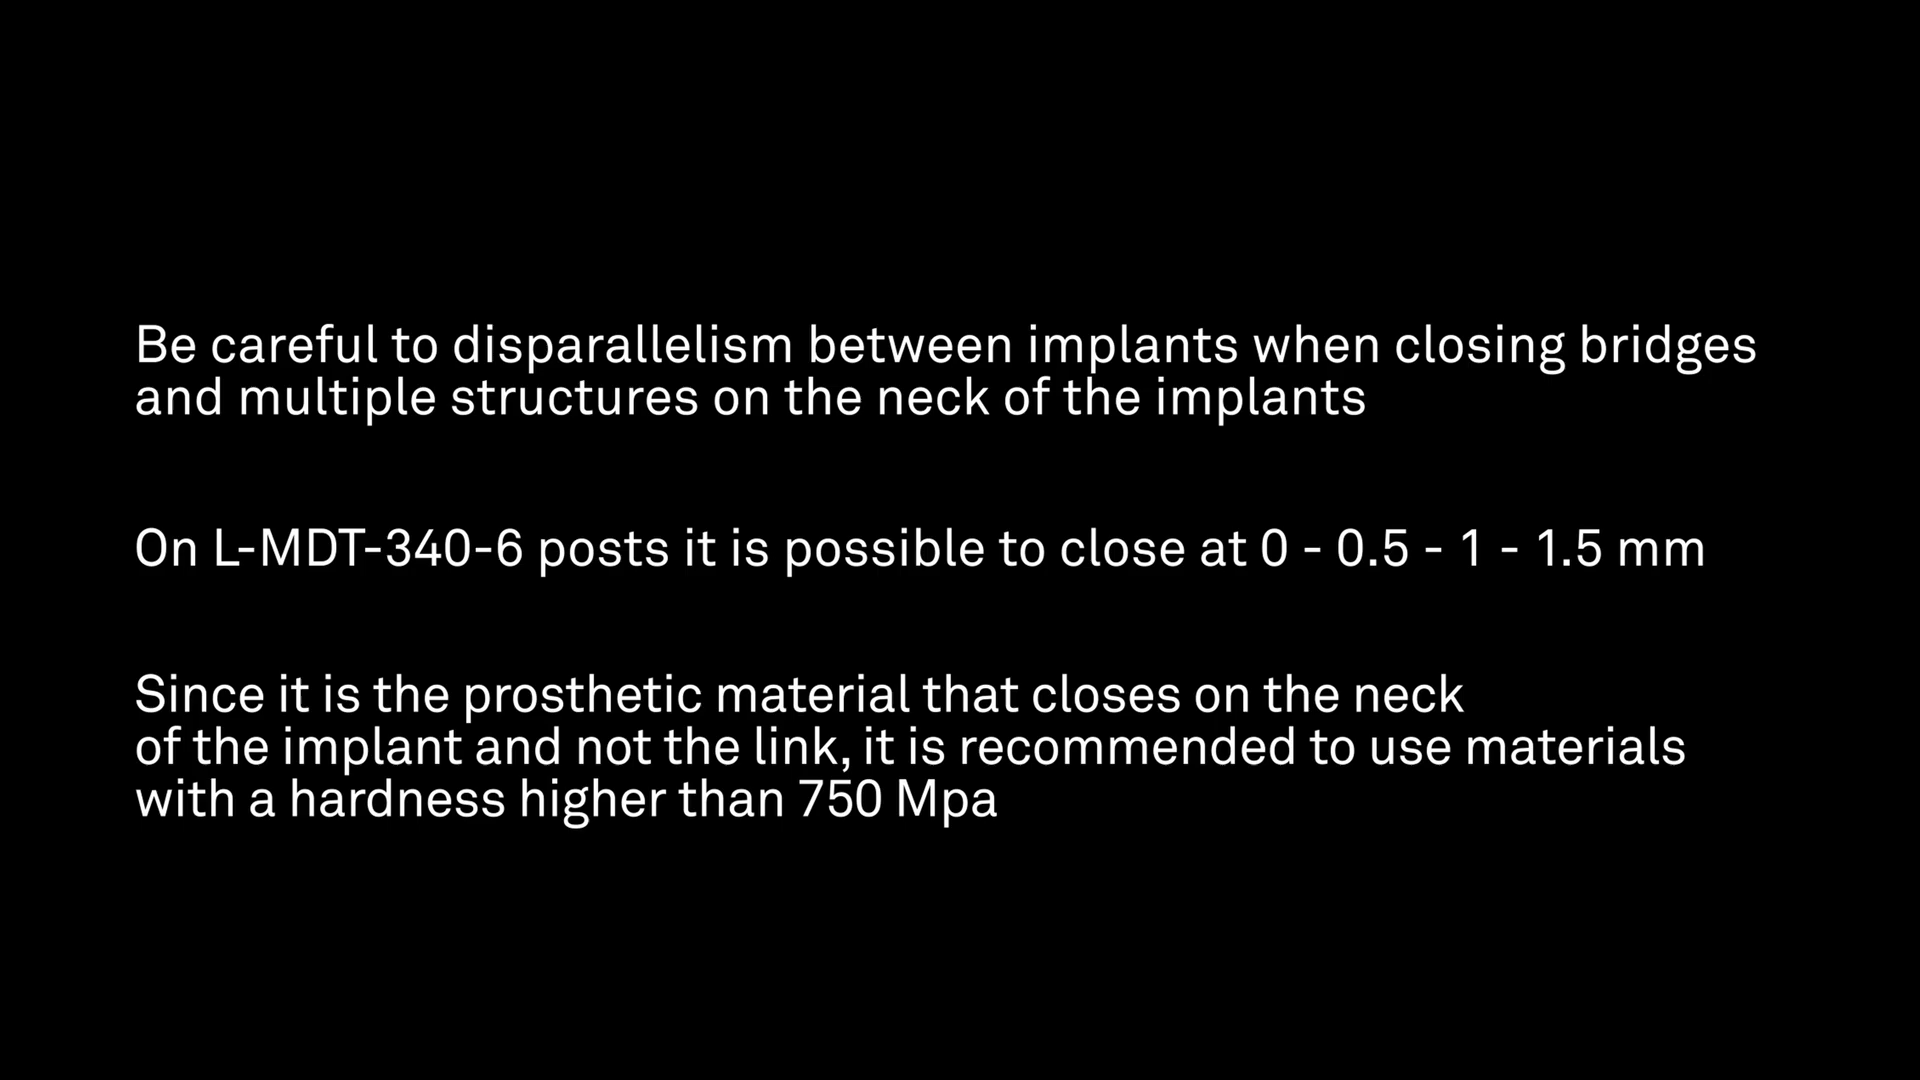 Be careful to disparallelism between implants when closing bridges
and multiple structures on the neck of the implants
On L-MDT-340-6 posts it is possible to close at 0 - 0.5 - 1 - 1.5 mm
Since it is the prosthetic material that closes on the neck
of the implant and not the link, it is recommended to use materials
with a hardness higher than 750 Mpa